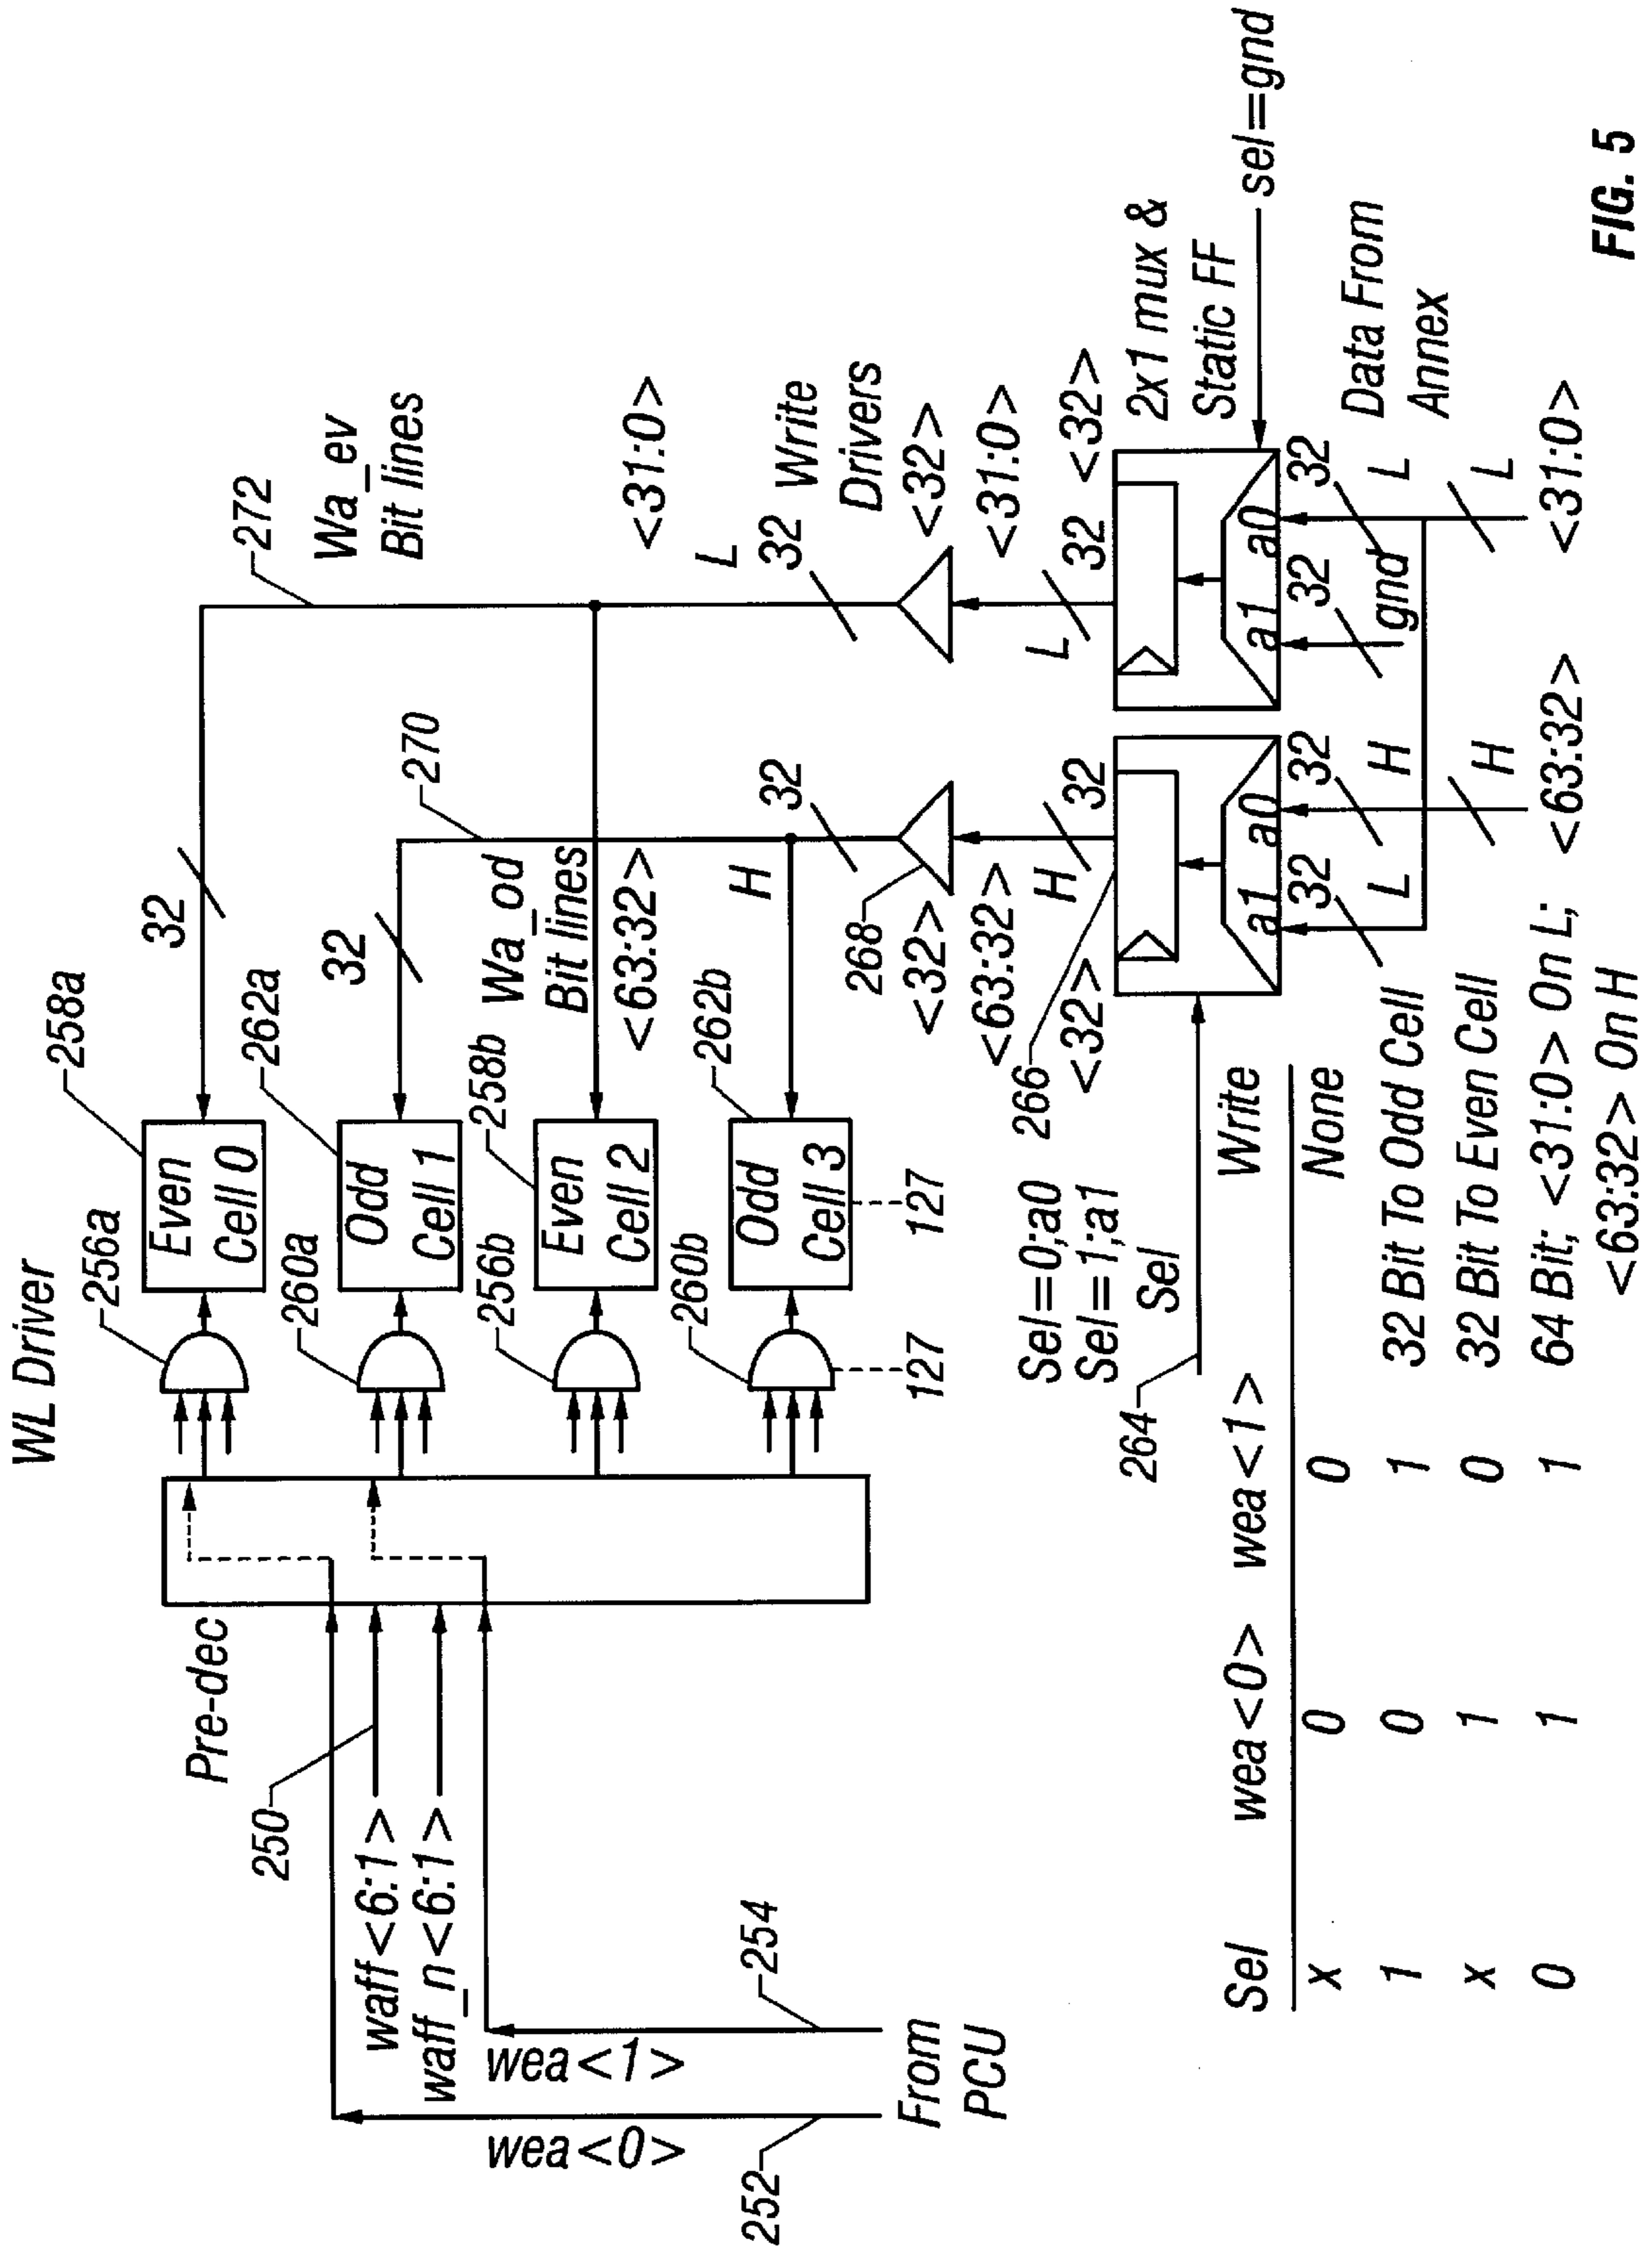 WL Driver
Pre-dec
256a
258a
Even
Cell 0
32
272
Wa_ev
Bit lines
<31:0>
250
waff<6:1>
waff_n<6:1>
260a
262a
Odd
Cell 1
32
270
Wa_od
Bit lines
<63:32>
256b
258b
Even
Cell 2
260b
262b
Odd
Cell 3
127
127
H
32
L
32
Write
Drivers
268
<32>
<63:32>
<32>
<31:0>
wea<1>
254
wea<0>
252
From
PCU
H
32
L
32
266
<32>
<32>
2x1 mux &
Static FF
sel=gnd
Sel=0;a0
Sel=1;a1
Sel
264
a1 a0
a1 a0
32
32
32
32
L
H
gnd
L
Data From
Annex
H
L
<63:32>
<31:0>
Sel wea<0> wea<1> Write
x 0 0 None
1 0 1 32 Bit To Odd Cell
x 1 0 32 Bit To Even Cell
0 1 1 64 Bit; <31:0> On L;
<63:32> On H
FIG. 5